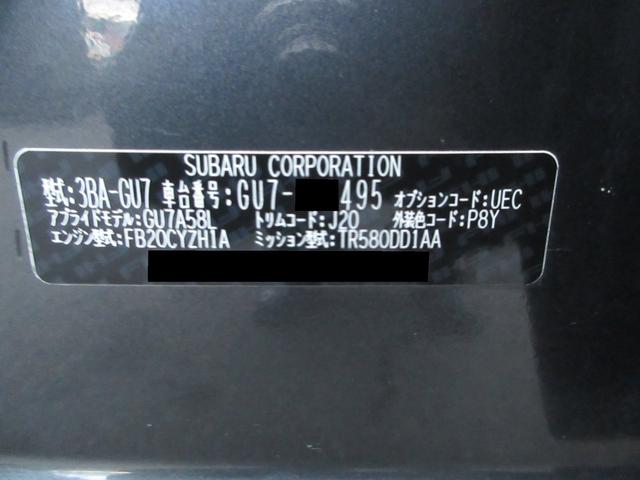 SUBARU CORPORATION
型式:3BA-GU7 車台番号:GU7- 495 オプションコード:UEC
アプライドモデル:GU7A58L トリムコード:J20 外装色コード:P8Y
エンジン型式:FB20CYZH1A ミッション型式:TR580DD1AA